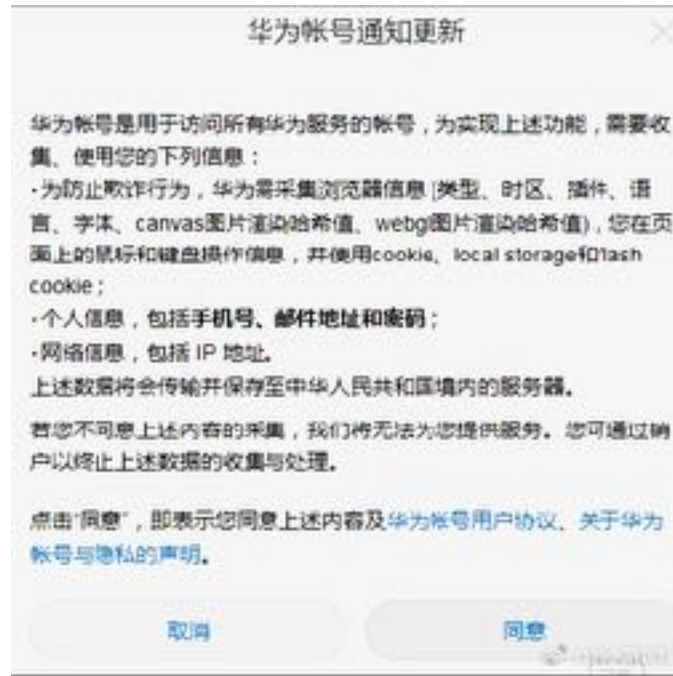 华为帐号通知更新
华为帐号是用于访问所有华为服务的帐号，为实现上述功能，需要收
集、使用您的下列信息：
·为防止欺诈行为，华为需采集浏览器信息 (类型、时区、插件、语
言、字体、canvas图片渲染哈希值、webg图片渲染哈希值)，您在页
面上的鼠标和键盘操作信息，并使用cookie、local storage和flash
cookie；
·个人信息，包括手机号、邮件地址和密码；
·网络信息，包括 IP 地址。
上述数据将会传输并保存至中华人民共和国境内的服务器。
若您不同意上述内容的采集，我们将无法为您提供服务。您可通过销
户以终止上述数据的收集与处理。
点击“同意”，即表示您同意上述内容及华为帐号用户协议、关于华为
帐号与隐私的声明。
取消
同意